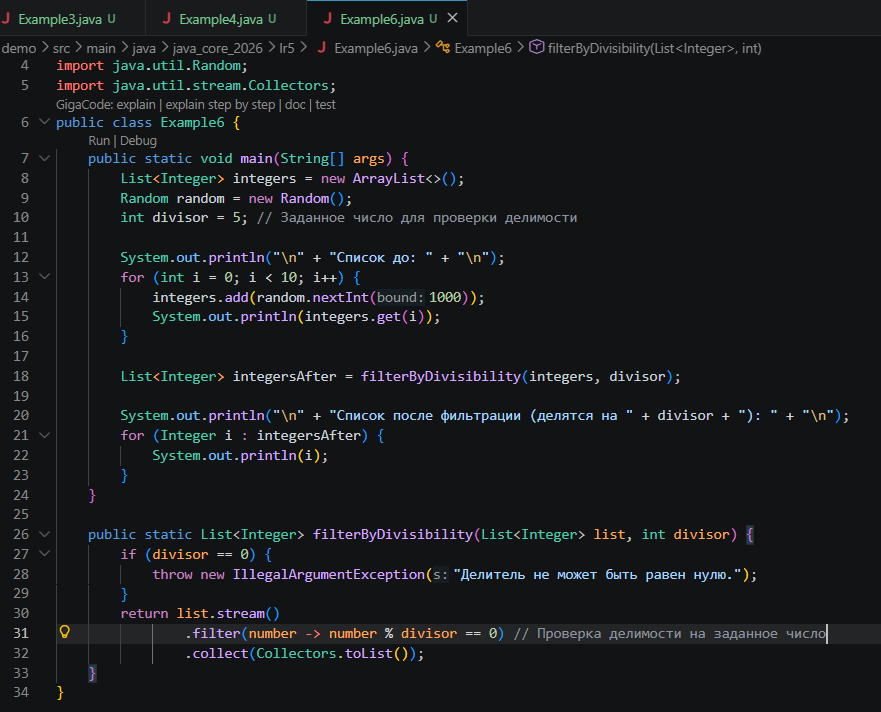 Example3.java U Example4.java U Example6.java U
demo > src > main > java > java_core_2026 > lr5 > Example6.java > Example6 > filterByDivisibility(List<Integer>, int)
4 import java.util.Random;
5 import java.util.stream.Collectors;
GigaCode: explain | explain step by step | doc | test
6 public class Example6 {
Run | Debug
7 public static void main(String[] args) {
8 List<Integer> integers = new ArrayList<>();
9 Random random = new Random();
10 int divisor = 5; // Заданное число для проверки делимости
11
12 System.out.println("\n" + "Список до: " + "\n");
13 for (int i = 0; i < 10; i++) {
14 integers.add(random.nextInt(bound: 1000));
15 System.out.println(integers.get(i));
16 }
17
18 List<Integer> integersAfter = filterByDivisibility(integers, divisor);
19
20 System.out.println("\n" + "Список после фильтрации (делятся на " + divisor + "): " + "\n");
21 for (Integer i : integersAfter) {
22 System.out.println(i);
23 }
24 }
25
26 public static List<Integer> filterByDivisibility(List<Integer> list, int divisor) {
27 if (divisor == 0) {
28 throw new IllegalArgumentException(s: "Делитель не может быть равен нулю.");
29 }
30 return list.stream()
31 .filter(number -> number % divisor == 0) // Проверка делимости на заданное число
32 .collect(Collectors.toList());
33 }
34 }